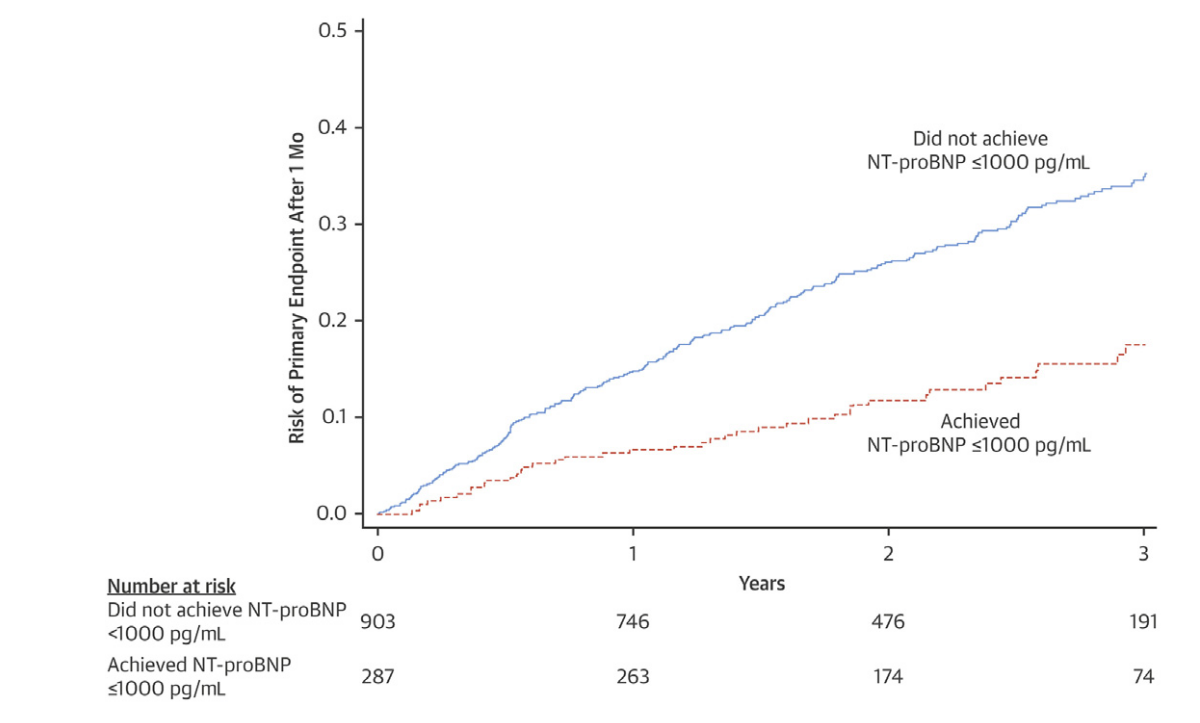 0.5
0.4
0.3
0.2
0.1
0.0
Risk of Primary Endpoint After 1 Mo
Did not achieve
NT-proBNP ≤1000 pg/mL
Achieved
NT-proBNP ≤1000 pg/mL
0 1 2 3
Years
Number at risk
Did not achieve NT-proBNP
<1000 pg/mL 903 746 476 191
Achieved NT-proBNP
≤1000 pg/mL 287 263 174 74